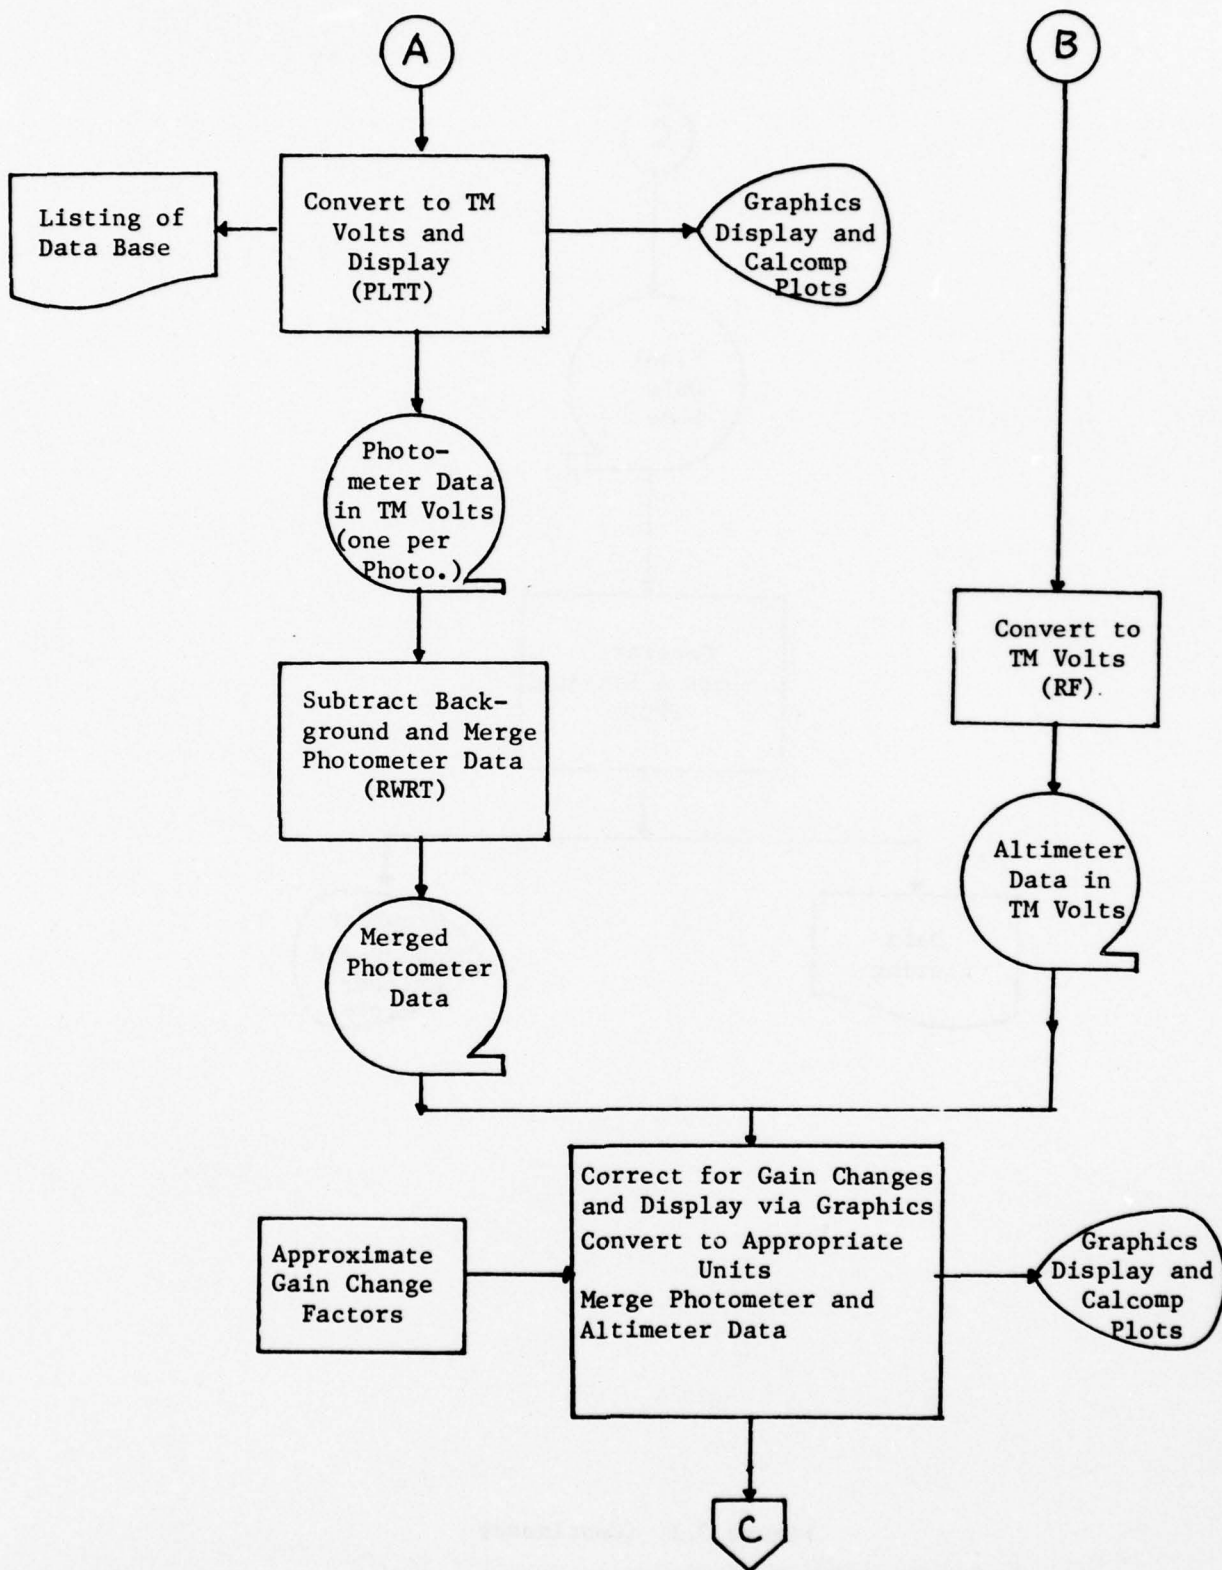 A
B
Listing of
Data Base
Convert to TM
Volts and
Display
(PLTT)
Graphics
Display and
Calcomp
Plots
Photo-
meter Data
in TM Volts
(one per
Photo.)
Convert to
TM Volts
(RF)
Subtract Back-
ground and Merge
Photometer Data
(RWRT)
Altimeter
Data in
TM Volts
Merged
Photometer
Data
Approximate
Gain Change
Factors
Correct for Gain Changes
and Display via Graphics
Convert to Appropriate
Units
Merge Photometer and
Altimeter Data
Graphics
Display and
Calcomp
Plots
C